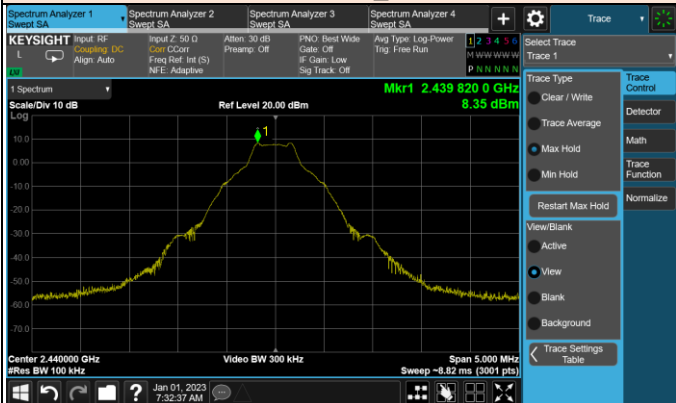 Spectrum Analyzer 1
Swept SA
Spectrum Analyzer 2
Swept SA
Spectrum Analyzer 3
Swept SA
Spectrum Analyzer 4
Swept SA
+
Trace
KEYSIGHT
L
LU
Input: RF
Coupling: DC
Align: Auto
Input Z: 50 Ω
Corr CCorr
Freq Ref: Int (S)
NFE: Adaptive
Atten: 30 dB
Preamp: Off
PNO: Best Wide
Gate: Off
IF Gain: Low
Sig Track: Off
Avg Type: Log-Power
Trig: Free Run
1 2 3 4 5 6
M W W W W W
P N N N N N
Select Trace
Trace 1
1 Spectrum
Scale/Div 10 dB
Log
Ref Level 20.00 dBm
Mkr1 2.439 820 0 GHz
8.35 dBm
1
10.0
0.00
-10.0
-20.0
-30.0
-40.0
-50.0
-60.0
-70.0
Center 2.440000 GHz
#Res BW 100 kHz
Video BW 300 kHz
Span 5.000 MHz
Sweep ~8.82 ms (3001 pts)
Trace Type
Clear / Write
Trace Average
Max Hold
Min Hold
Restart Max Hold
View/Blank
Active
View
Blank
Background
Trace Settings
Table
Trace
Control
Detector
Math
Trace
Function
Normalize
?
Jan 01, 2023
7:32:37 AM